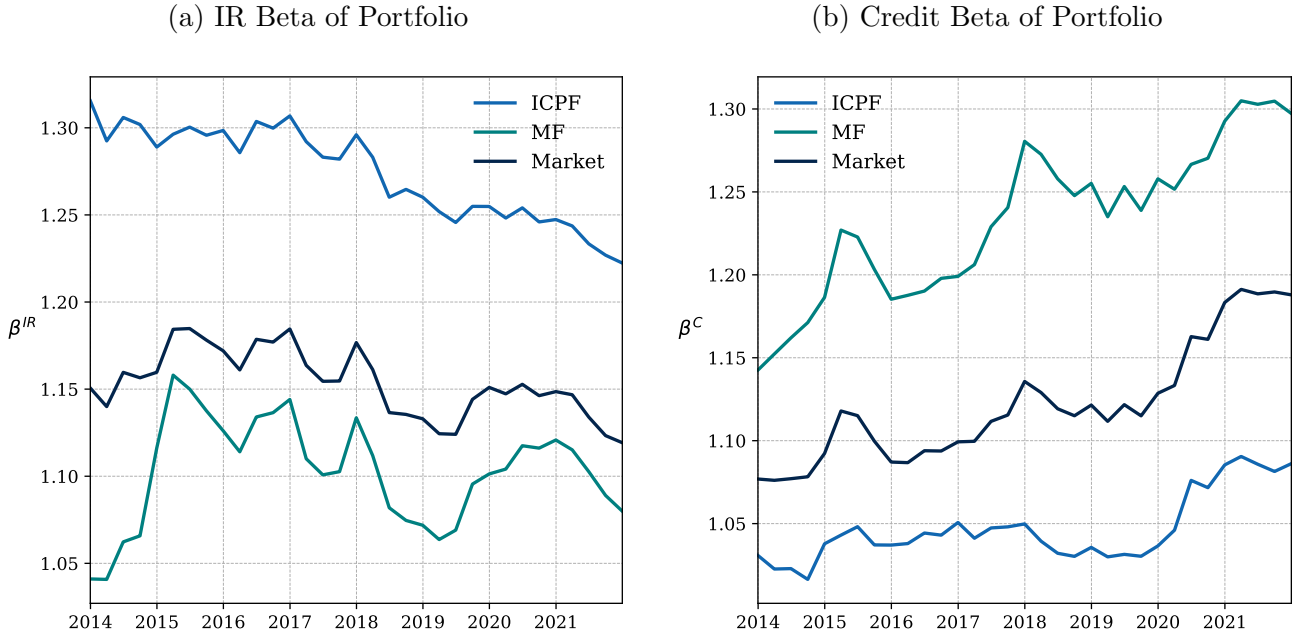 (a) IR Beta of Portfolio
1.30
1.25
1.20
1.15
1.10
1.05
β^IR
ICPF
MF
Market
2014 2015 2016 2017 2018 2019 2020 2021
(b) Credit Beta of Portfolio
1.30
1.25
1.20
1.15
1.10
1.05
β^C
ICPF
MF
Market
2014 2015 2016 2017 2018 2019 2020 2021